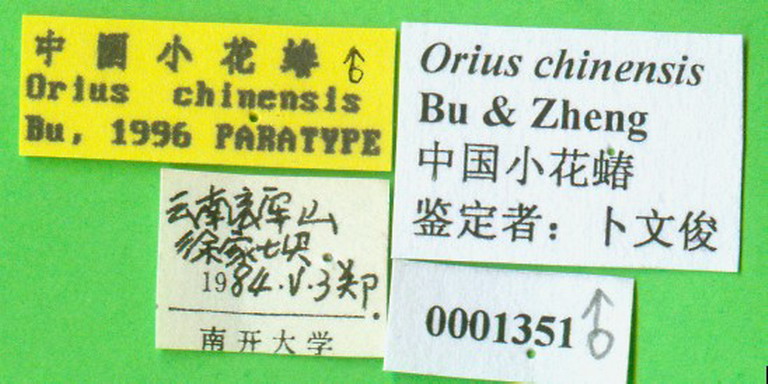 中 國 小 花 蝽 ♂
Orius chinensis
Bu, 1996 PARATYPE
Orius chinensis
Bu & Zheng
中国小花蝽
鉴定者：卜文俊
云南哀牢山
徐家坝
1984.V.3 郑
南开大学
0001351 ♂